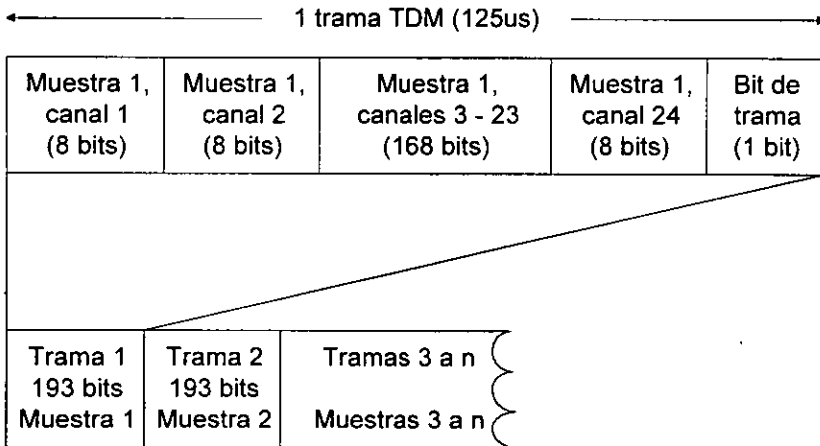 1 trama TDM (125us)
Muestra 1,
canal 1
(8 bits)
Muestra 1,
canal 2
(8 bits)
Muestra 1,
canales 3 - 23
(168 bits)
Muestra 1,
canal 24
(8 bits)
Bit de
trama
(1 bit)
Trama 1
193 bits
Muestra 1
Trama 2
193 bits
Muestra 2
Tramas 3 a n
Muestras 3 a n